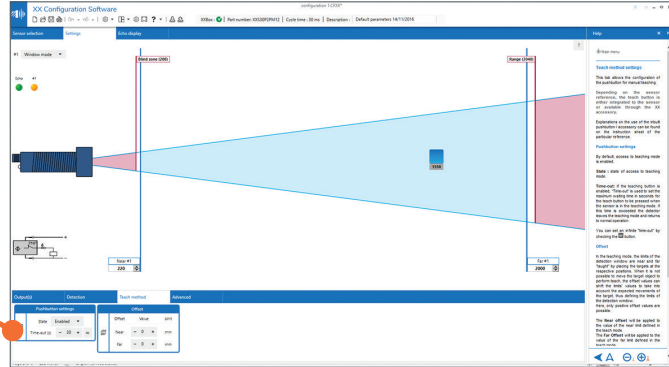 configuration 1.CFXX*
XX Configuration Software
XXBox - Part number: XXS30P2PM12 | Cycle time : 30 ms | Description : Default parameters 14/11/2016
Sensor selection Settings Echo display Help
#1 Window mode
Blind zone (200) Range (2040)
?
Main menu
Echo #1
1150
Near #1
220
Far #1
2000
Output(s) Detection Teach method Advanced
Pushbutton settings
State Enabled
Time-out (s) - 20 + ∞
Offset
Offset Value Unit
Near - 0 + mm
Far - 0 + mm
Teach method settings
This tab allows the configuration of
the pushbutton for manual teaching.
Depending on the sensor
reference, the teach button is
either integrated to the sensor
or available through the XX
accessory.
Explanations on the use of the inbuilt
pushbutton / accessory can be found
on the instruction sheet of the
particular reference.
Pushbutton settings
By default, access to teaching mode
is enabled.
State : state of access to teaching
mode.
Time-out: If the teaching button is
enabled, "Time-out" is used to set the
maximum waiting time in seconds for
the teach button to be pressed when
the sensor is in the teaching mode. If
this time is exceeded the detector
leaves the teaching mode and returns
to normal operation.
You can set an infinite "time-out" by
checking the button.
Offset
In the teaching mode, the limits of the
detection window are near and far
"taught" by placing the targets at the
respective positions. When it is not
possible to move the target object to
perform teach, the offset values can
shift the limits' values to take into
account the expected movements of
the target, thus defining the limits of
the detection window.
Here, only positive offset values are
possible.
The Near offset will be applied to
the value of the near limit defined in
the teach mode.
The Far Offset will be applied to the
value of the far limit defined in the
teach mode.